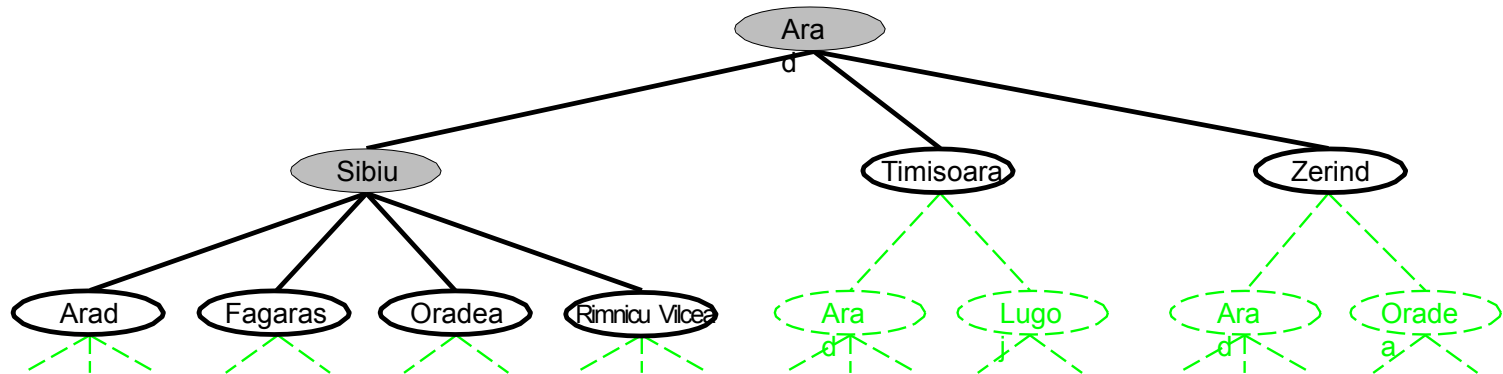 Ara
d
Sibiu
Timisoara
Zerind
Arad
Fagaras
Oradea
Rimnicu Vilcea
Ara
d
Lugo
j
Ara
d
Orade
a